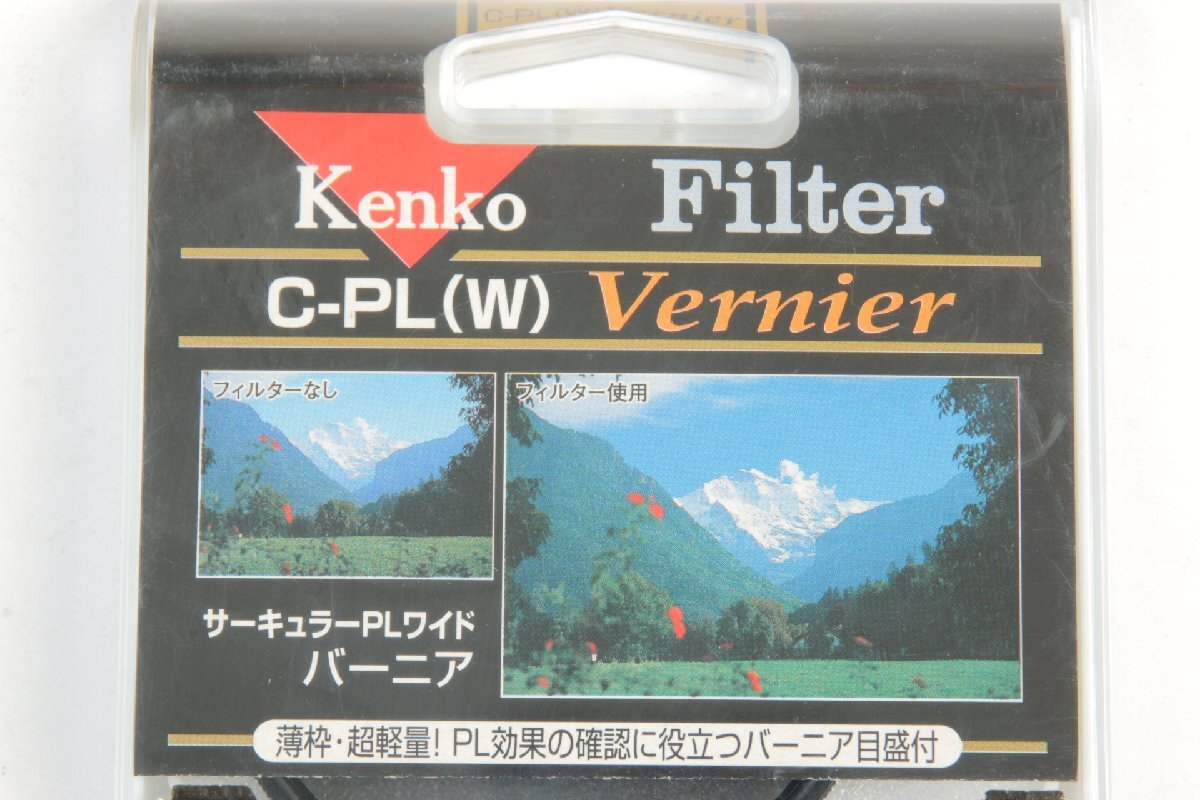 C-PL(W) Vernier
Kenko Filter
C-PL(W) Vernier
フィルターなし
フィルター使用
サーキュラーPLワイド
バーニア
薄枠・超軽量! PL効果の確認に役立つバーニア目盛付